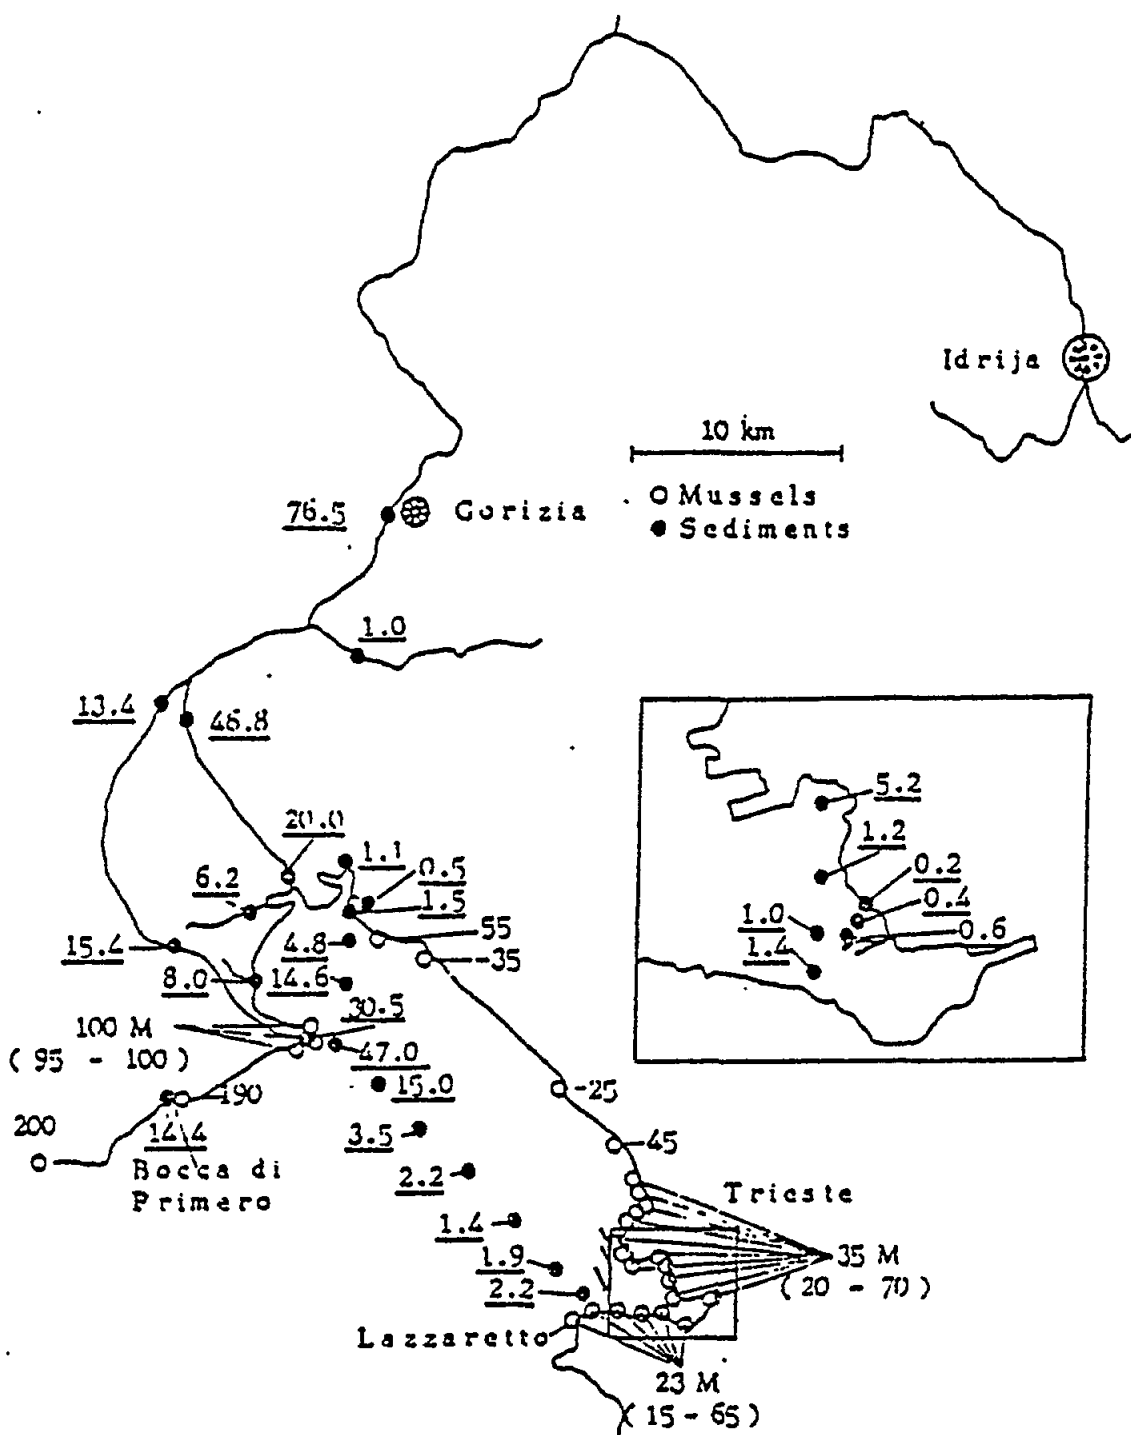 Idrija
10 km
O Mussels
● Sediments
76.5
Gorizia
1.0
13.4
46.8
5.2
1.2
0.2
0.4
1.0
0.6
1.4
20.0
1.1
0.5
6.2
1.5
55
15.4
4.8
-35
8.0
14.6
30.5
100 M
(95 - 100)
47.0
15.0
-25
190
200
14.4
3.5
45
Bocca di
Primero
2.2
Trieste
1.4
35 M
(20 - 70)
1.9
2.2
Lazzaretto
23 M
(15 - 65)